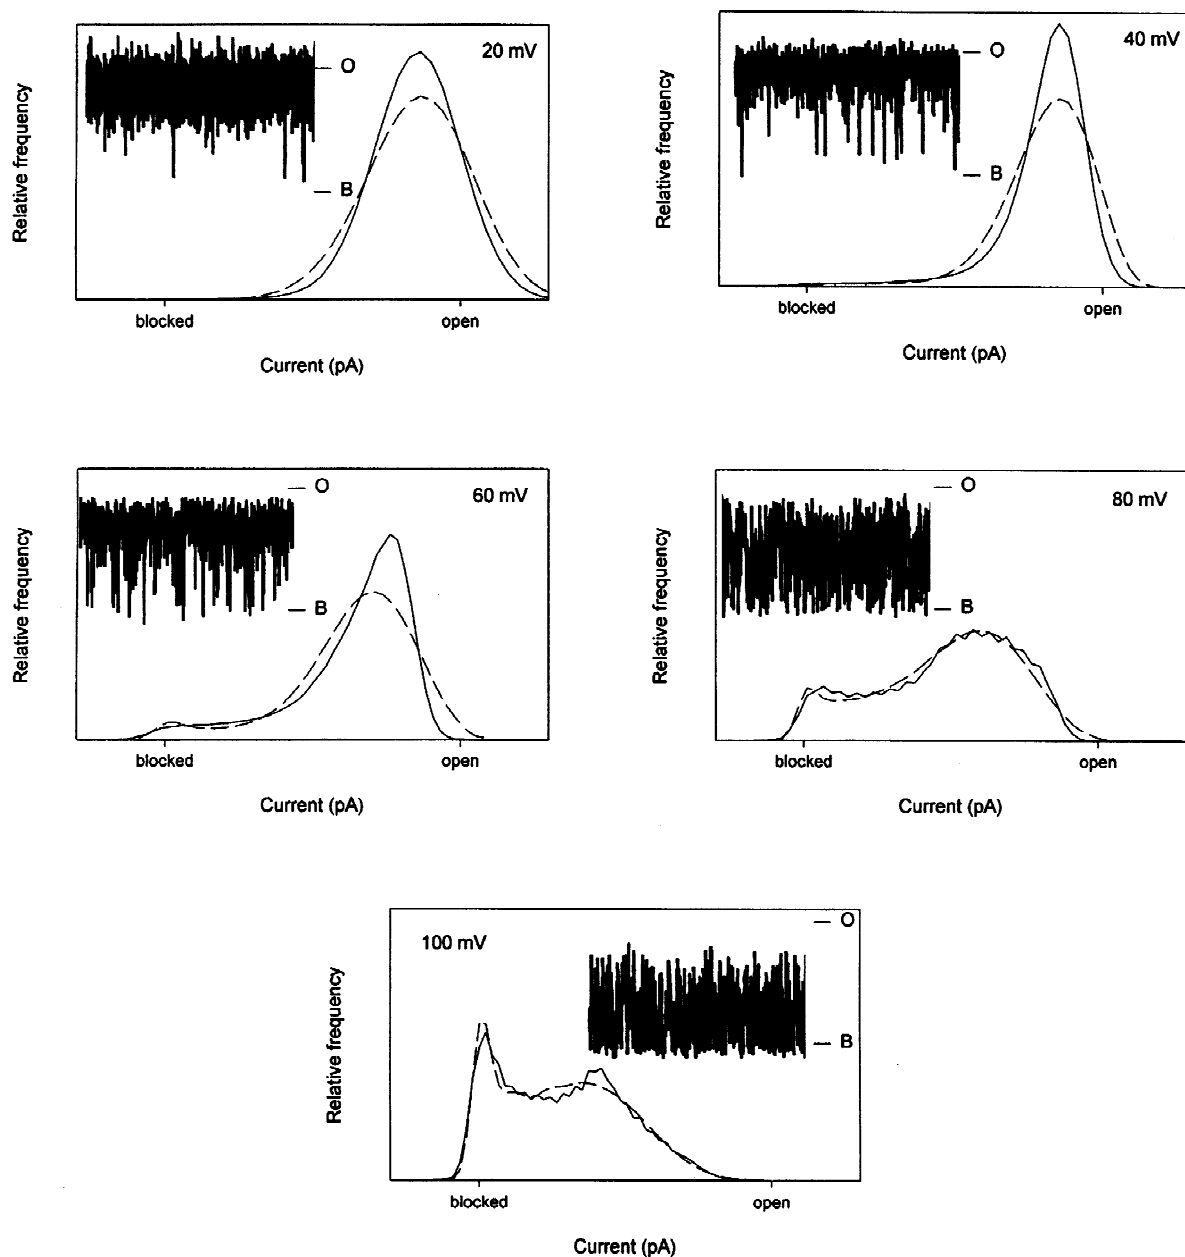 20 mV
— O
— B
Relative frequency
blocked open
Current (pA)
40 mV
— O
— B
Relative frequency
blocked open
Current (pA)
60 mV
— O
— B
Relative frequency
blocked open
Current (pA)
80 mV
— O
— B
Relative frequency
blocked open
Current (pA)
100 mV
— O
— B
Relative frequency
blocked open
Current (pA)